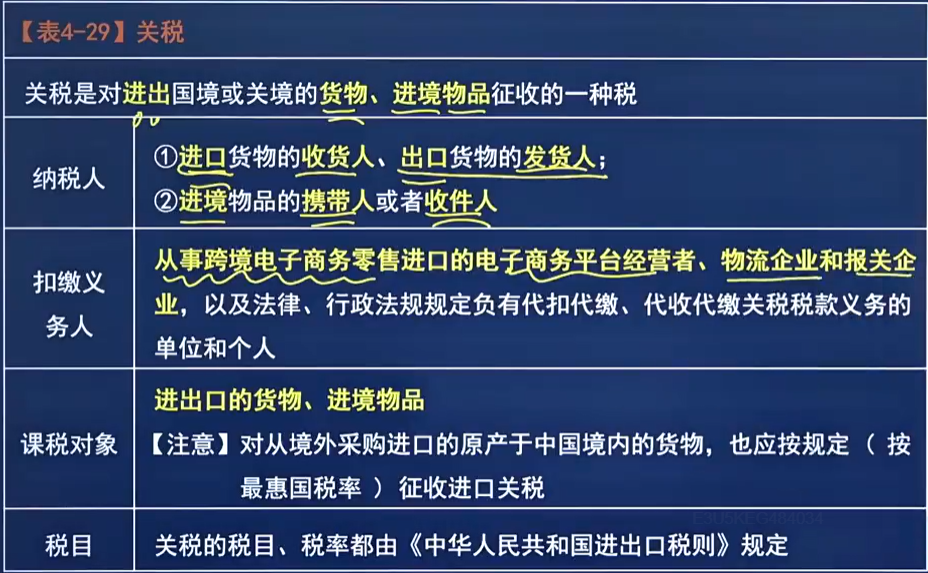 【表4-29】关税
关税是对进出国境或关境的货物、进境物品征收的一种税
纳税人
①进口货物的收货人、出口货物的发货人；
②进境物品的携带人或者收件人
扣缴义
务人
从事跨境电子商务零售进口的电子商务平台经营者、物流企业和报关企
业，以及法律、行政法规规定负有代扣代缴、代收代缴关税税款义务的
单位和个人
课税对象
进出口的货物、进境物品
【注意】对从境外采购进口的原产于中国境内的货物，也应按规定（ 按
最惠国税率 ）征收进口关税
税目
关税的税目、税率都由《中华人民共和国进出口税则》规定